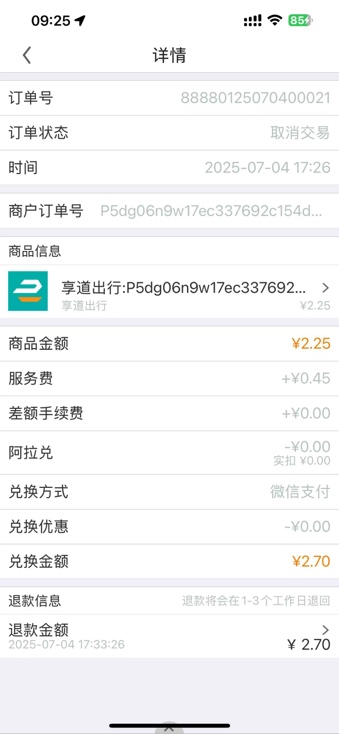 09:25
85
详情
订单号 88880125070400021
订单状态 取消交易
时间 2025-07-04 17:26
商户订单号 P5dg06n9w17ec337692c154d...
商品信息
享道出行:P5dg06n9w17ec337692...
享道出行 ¥2.25
商品金额 ¥2.25
服务费 +¥0.45
差额手续费 +¥0.00
阿拉兑 -¥0.00
实扣 ¥0.00
兑换方式 微信支付
兑换优惠 -¥0.00
兑换金额 ¥2.70
退款信息 退款将会在1-3个工作日退回
退款金额
2025-07-04 17:33:26 ¥ 2.70